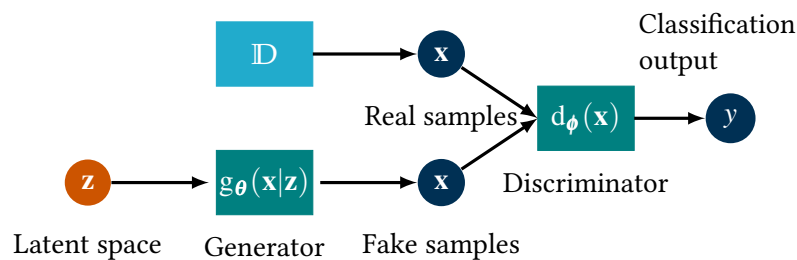 Classification
output
𝔻
x
Real samples
d_ϕ(x)
y
z
g_θ(x|z)
x
Discriminator
Latent space
Generator
Fake samples